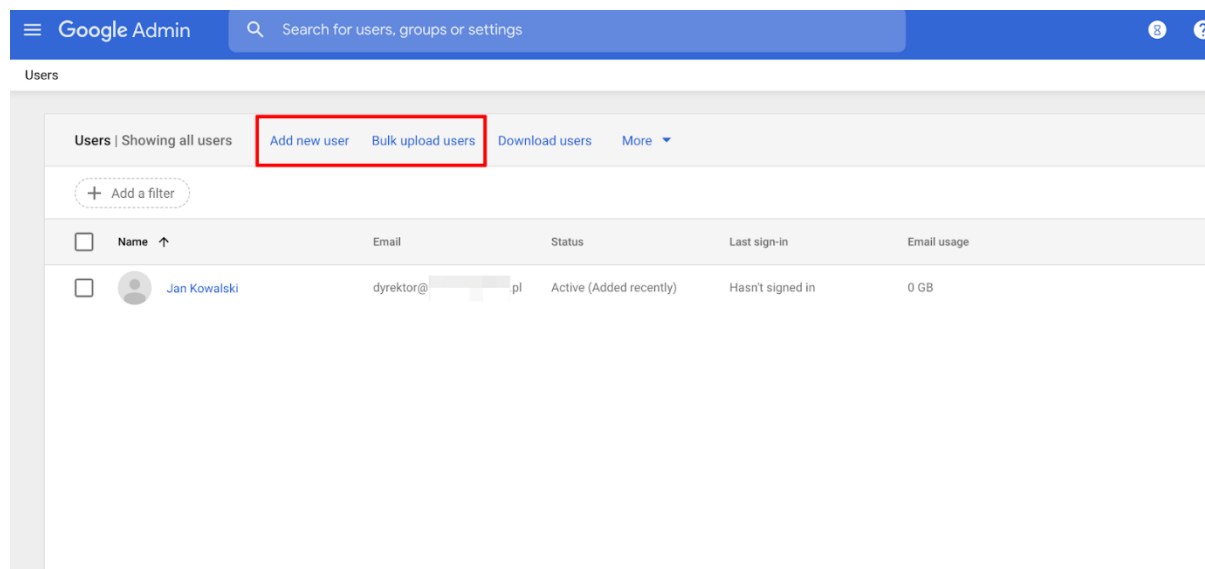 Google Admin Search for users, groups or settings
Users
Users | Showing all users Add new user Bulk upload users Download users More
Add a filter
Name Email Status Last sign-in Email usage
Jan Kowalski dyrektor@ .pl Active (Added recently) Hasn't signed in 0 GB